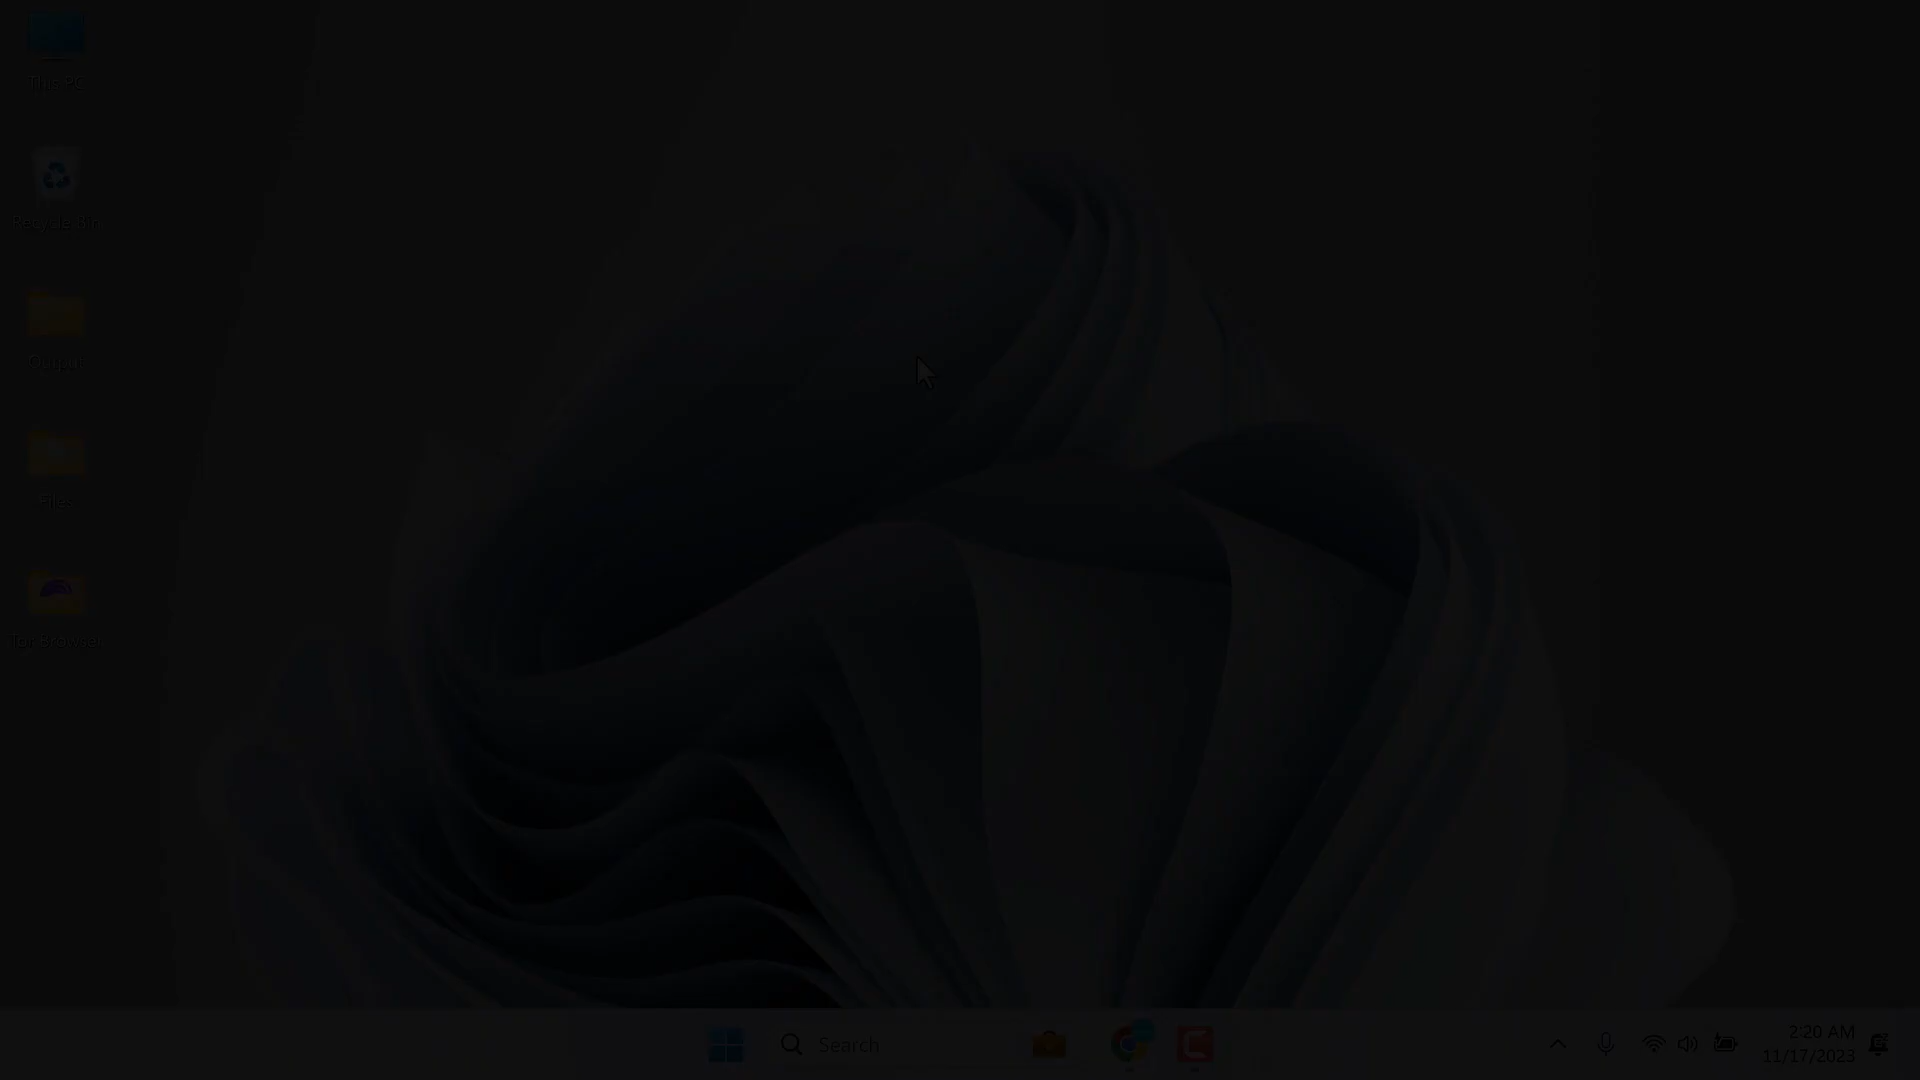 This PC
Recycle Bin
Output
Files
Tor Browser
Search
2:20 AM
11/17/2023